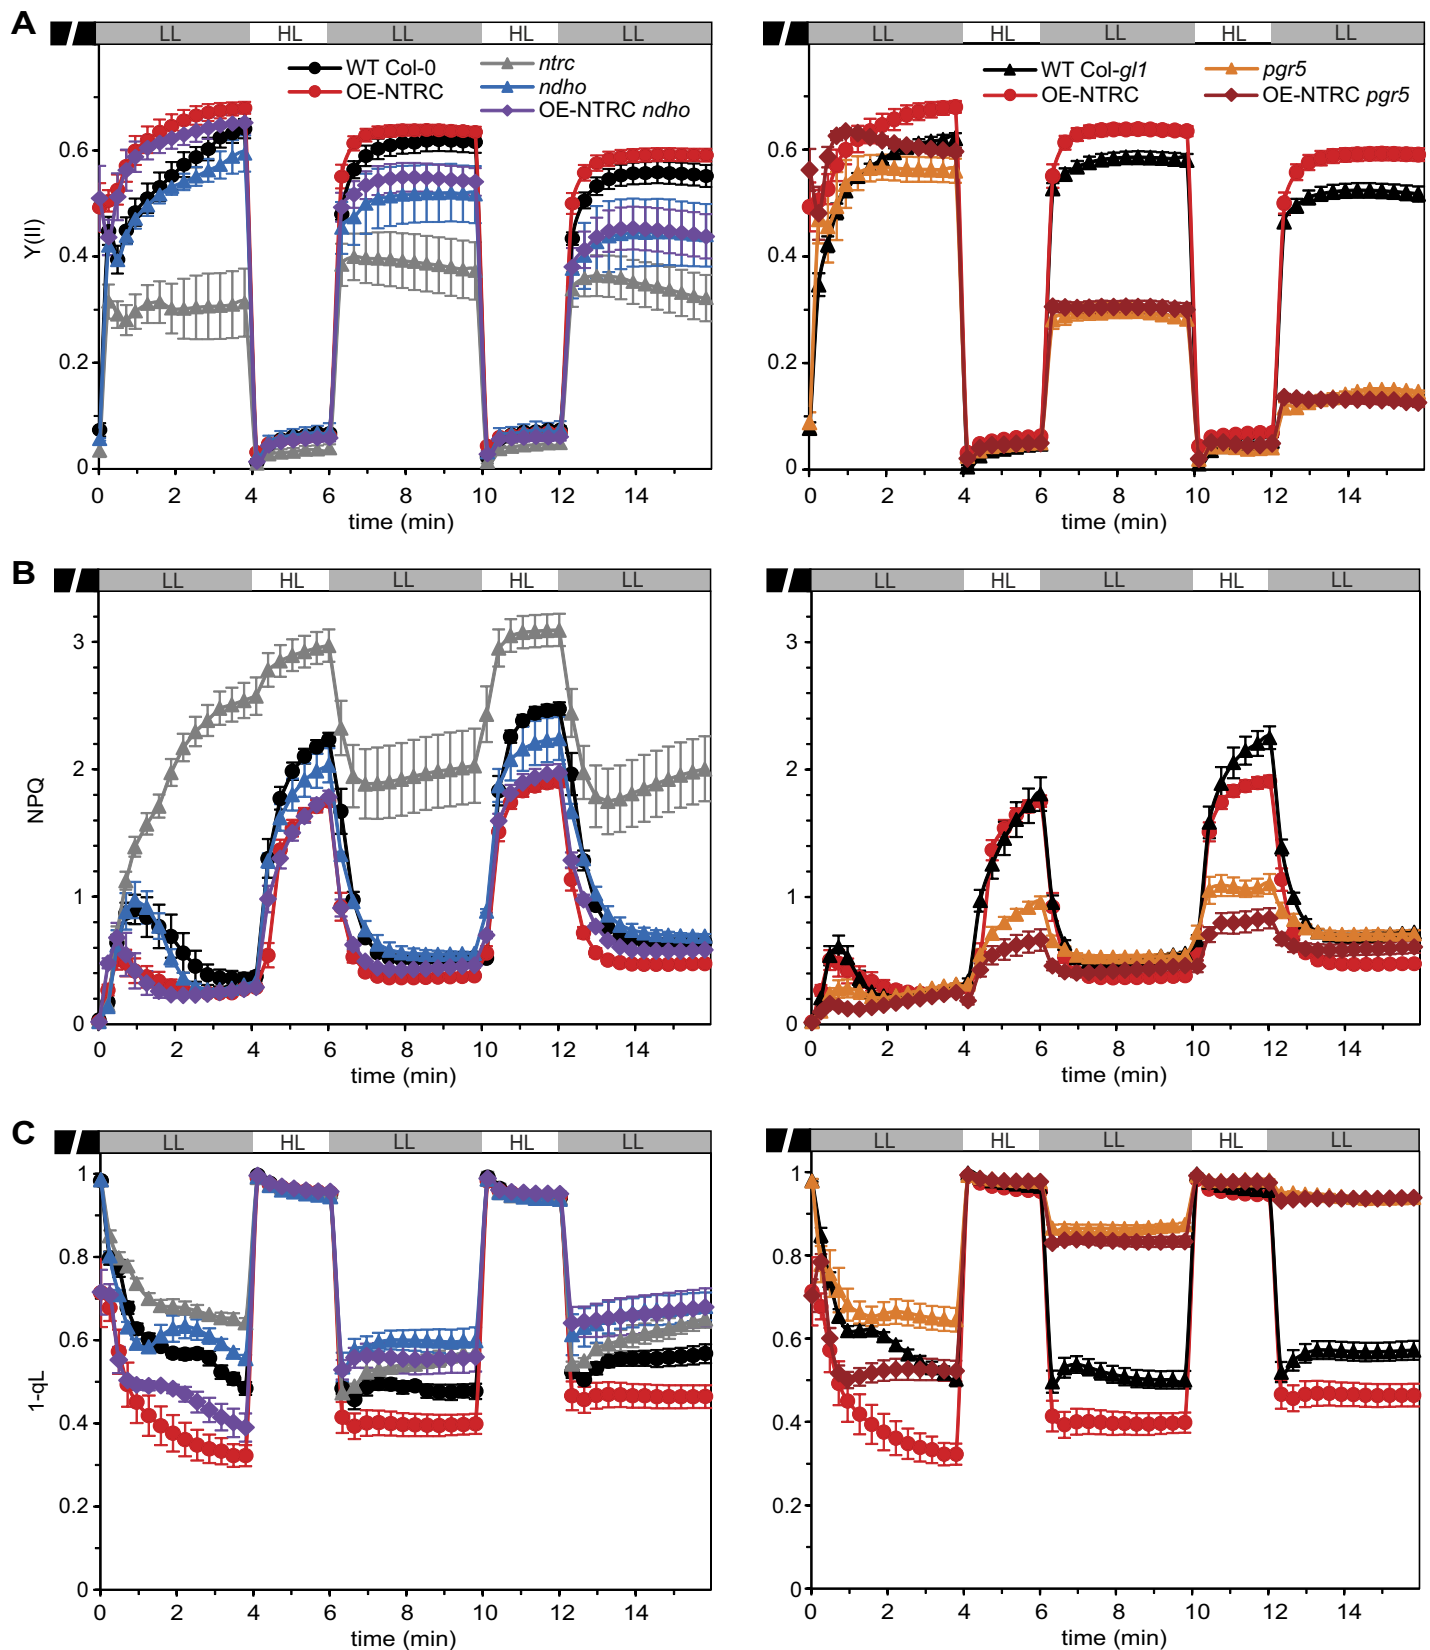 A
LL HL LL HL LL
LL HL LL HL LL
WT Col-0
OE-NTRC
ntrc
ndho
OE-NTRC ndho
WT Col-gl1
OE-NTRC
pgr5
OE-NTRC pgr5
Y(II)
0.6
0.4
0.2
0
0 2 4 6 8 10 12 14
time (min)
0.6
0.4
0.2
0
0 2 4 6 8 10 12 14
time (min)
B
LL HL LL HL LL
LL HL LL HL LL
NPQ
3
2
1
0
0 2 4 6 8 10 12 14
time (min)
3
2
1
0
0 2 4 6 8 10 12 14
time (min)
C
LL HL LL HL LL
LL HL LL HL LL
1-qL
1
0.8
0.6
0.4
0.2
0
0 2 4 6 8 10 12 14
time (min)
1
0.8
0.6
0.4
0.2
0
0 2 4 6 8 10 12 14
time (min)